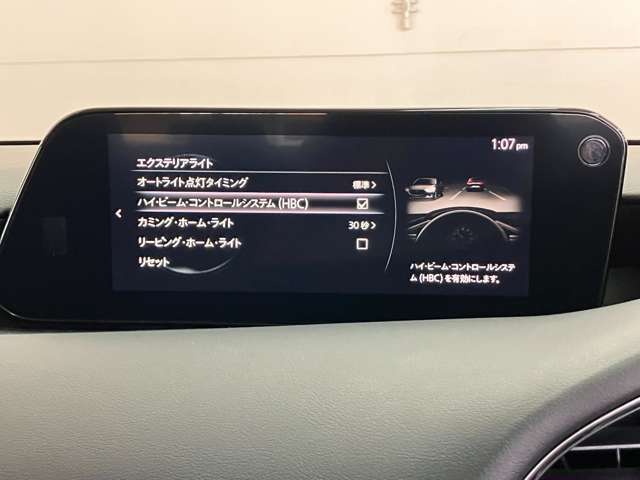 1:07 pm
エクステリアライト
オートライト点灯タイミング 標準
ハイ・ビーム・コントロールシステム(HBC)
カミング・ホーム・ライト 30秒
リービング・ホーム・ライト
リセット
ハイ・ビーム・コントロールシステ
ム(HBC)を有効にします。